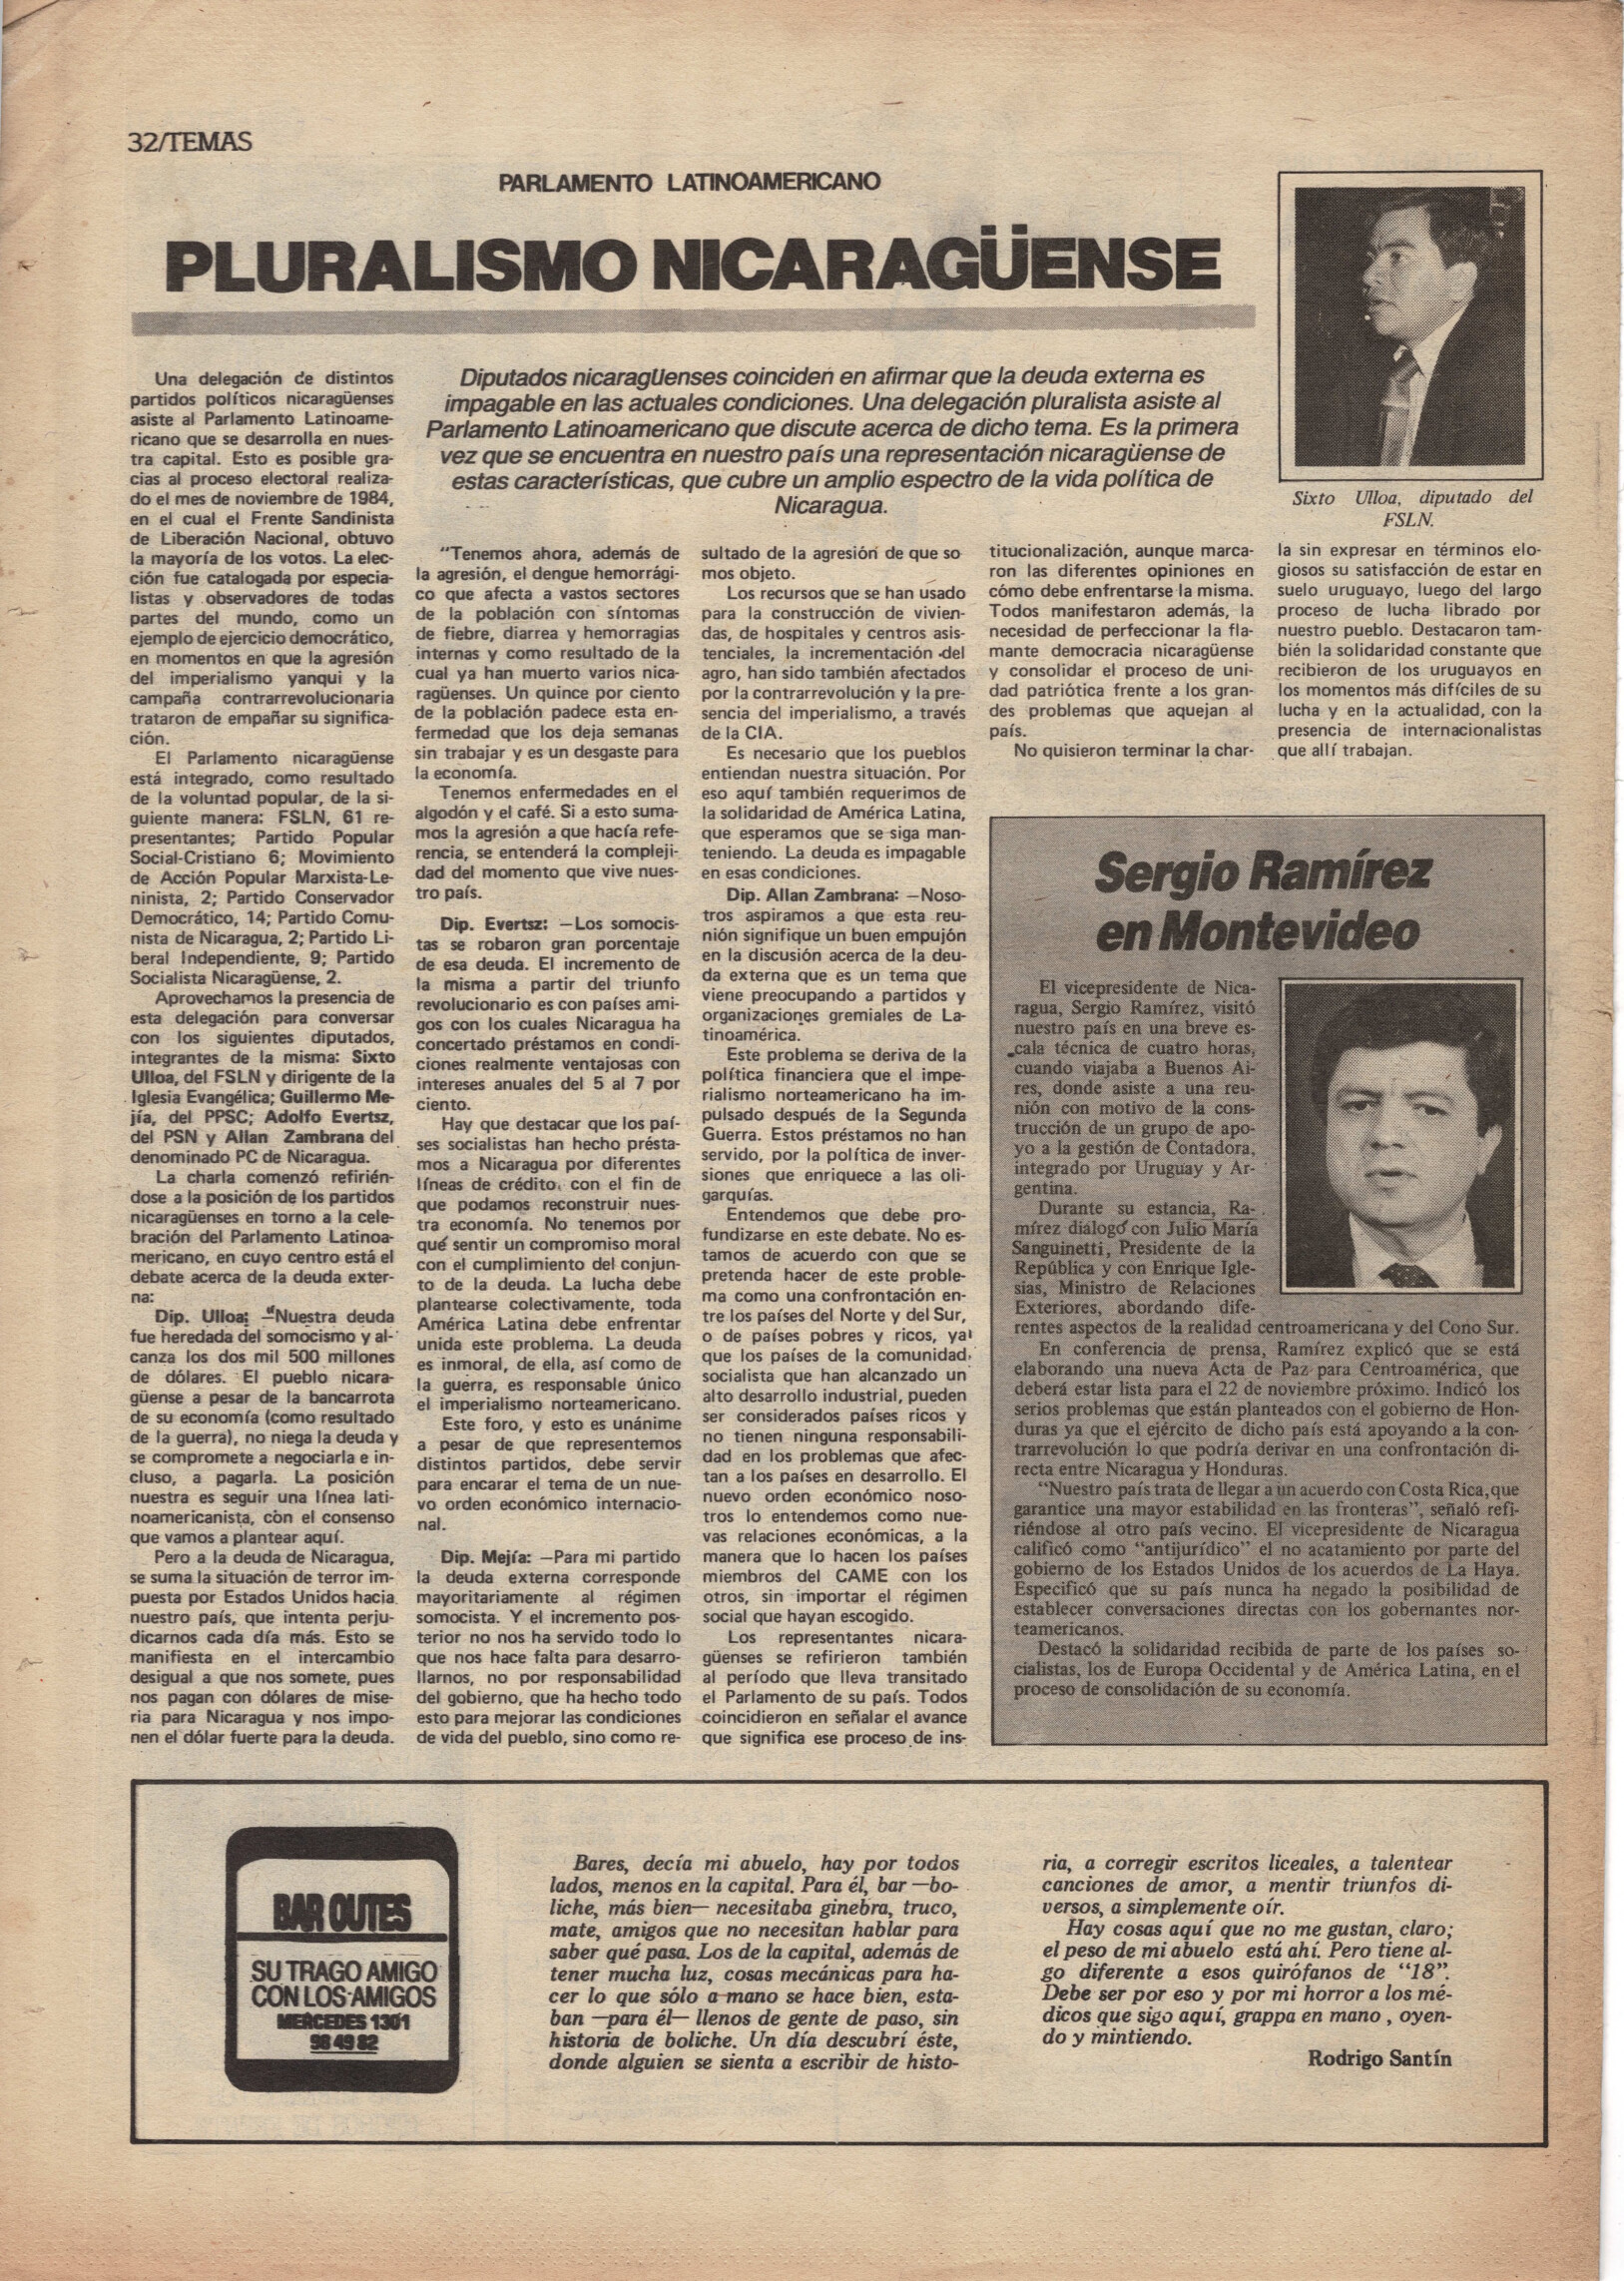 32/TEMAS
PARLAMENTO LATINOAMERICANO
PLURALISMO NICARAGÜENSE
Sixto Ulloa, diputado del
FSLN.
Diputados nicaragüenses coinciden en afirmar que la deuda externa es
impagable en las actuales condiciones. Una delegación pluralista asiste al
Parlamento Latinoamericano que discute acerca de dicho tema. Es la primera
vez que se encuentra en nuestro país una representación nicaragüense de
estas características, que cubre un amplio espectro de la vida política de
Nicaragua.
Una delegación de distintos
partidos políticos nicaragüenses
asiste al Parlamento Latinoame-
ricano que se desarrolla en nues-
tra capital. Esto es posible gra-
cias al proceso electoral realiza-
do el mes de noviembre de 1984,
en el cual el Frente Sandinista
de Liberación Nacional, obtuvo
la mayoría de los votos. La elec-
ción fue catalogada por especia-
listas y observadores de todas
partes del mundo, como un
ejemplo de ejercicio democrático,
en momentos en que la agresión
del imperialismo yanqui y la
campaña contrarrevolucionaria
trataron de empañar su significa-
ción.
El Parlamento nicaragüense
está integrado, como resultado
de la voluntad popular, de la si-
guiente manera: FSLN, 61 re-
presentantes; Partido Popular
Social-Cristiano 6; Movimiento
de Acción Popular Marxista-Le-
ninista, 2; Partido Conservador
Democrático, 14; Partido Comu-
nista de Nicaragua, 2; Partido Li-
beral Independiente, 9; Partido
Socialista Nicaragüense, 2.
Aprovechamos la presencia de
esta delegación para conversar
con los siguientes diputados,
integrantes de la misma: Sixto
Ulloa, del FSLN y dirigente de la
Iglesia Evangélica; Guillermo Me-
jía, del PPSC; Adolfo Evertsz,
del PSN y Allan Zambrana del
denominado PC de Nicaragua.
La charla comenzó refirién-
dose a la posición de los partidos
nicaragüenses en torno a la cele-
bración del Parlamento Latinoa-
mericano, en cuyo centro está el
debate acerca de la deuda exter-
na:
Dip. Ulloa: —"Nuestra deuda
fue heredada del somocismo y al-
canza los dos mil 500 millones
de dólares. El pueblo nicara-
güense a pesar de la bancarrota
de su economía (como resultado
de la guerra), no niega la deuda y
se compromete a negociarla e in-
cluso, a pagarla. La posición
nuestra es seguir una línea lati-
noamericanista, con el consenso
que vamos a plantear aquí.
Pero a la deuda de Nicaragua,
se suma la situación de terror im-
puesta por Estados Unidos hacia
nuestro país, que intenta perju-
dicarnos cada día más. Esto se
manifiesta en el intercambio
desigual a que nos somete, pues
nos pagan con dólares de mise-
ria para Nicaragua y nos impo-
nen el dólar fuerte para la deuda.
"Tenemos ahora, además de
la agresión, el dengue hemorrági-
co que afecta a vastos sectores
de la población con síntomas
de fiebre, diarrea y hemorragias
internas y como resultado de la
cual ya han muerto varios nica-
ragüenses. Un quince por ciento
de la población padece esta en-
fermedad que los deja semanas
sin trabajar y es un desgaste para
la economía.
Tenemos enfermedades en el
algodón y el café. Si a esto suma-
mos la agresión a que hacía refe-
rencia, se entenderá la compleji-
dad del momento que vive nues-
tro país.
Dip. Evertsz: —Los somocis-
tas se robaron gran porcentaje
de esa deuda. El incremento de
la misma a partir del triunfo
revolucionario es con países ami-
gos con los cuales Nicaragua ha
concertado préstamos en condi-
ciones realmente ventajosas con
intereses anuales del 5 al 7 por
ciento.
Hay que destacar que los paí-
ses socialistas han hecho présta-
mos a Nicaragua por diferentes
líneas de crédito, con el fin de
que podamos reconstruir nues-
tra economía. No tenemos por
qué sentir un compromiso moral
con el cumplimiento del conjun-
to de la deuda. La lucha debe
plantearse colectivamente, toda
América Latina debe enfrentar
unida este problema. La deuda
es inmoral, de ella, así como de
la guerra, es responsable único
el imperialismo norteamericano.
Este foro, y esto es unánime
a pesar de que representemos
distintos partidos, debe servir
para encarar el tema de un nue-
vo orden económico internacio-
nal.
Dip. Mejía: —Para mi partido
la deuda externa corresponde
mayoritariamente al régimen
somocista. Y el incremento pos-
terior no nos ha servido todo lo
que nos hace falta para desarro-
llarnos, no por responsabilidad
del gobierno, que ha hecho todo
esto para mejorar las condiciones
de vida del pueblo, sino como re-
sultado de la agresión de que so
mos objeto.
Los recursos que se han usado
para la construcción de vivien-
das, de hospitales y centros asis-
tenciales, la incrementación del
agro, han sido también afectados
por la contrarrevolución y la pre-
sencia del imperialismo, a través
de la CIA.
Es necesario que los pueblos
entiendan nuestra situación. Por
eso aquí también requerimos de
la solidaridad de América Latina,
que esperamos que se siga man-
teniendo. La deuda es impagable
en esas condiciones.
Dip. Allan Zambrana: —Noso-
tros aspiramos a que esta reu-
nión signifique un buen empujón
en la discusión acerca de la deu-
da externa que es un tema que
viene preocupando a partidos y
organizaciones gremiales de La-
tinoamérica.
Este problema se deriva de la
política financiera que el impe-
rialismo norteamericano ha im-
pulsado después de la Segunda
Guerra. Estos préstamos no han
servido, por la política de inver-
siones que enriquece a las oli-
garquías.
Entendemos que debe pro-
fundizarse en este debate. No es-
tamos de acuerdo con que se
pretenda hacer de este proble-
ma como una confrontación en-
tre los países del Norte y del Sur,
o de países pobres y ricos, ya
que los países de la comunidad
socialista que han alcanzado un
alto desarrollo industrial, pueden
ser considerados países ricos y
no tienen ninguna responsabili-
dad en los problemas que afec-
tan a los países en desarrollo. El
nuevo orden económico noso-
tros lo entendemos como nue-
vas relaciones económicas, a la
manera que lo hacen los países
miembros del CAME con los
otros, sin importar el régimen
social que hayan escogido.
Los representantes nicara-
güenses se refirieron también
al período que lleva transitado
el Parlamento de su país. Todos
coincidieron en señalar el avance
que significa ese proceso de ins-
titucionalización, aunque marca-
ron las diferentes opiniones en
cómo debe enfrentarse la misma.
Todos manifestaron además, la
necesidad de perfeccionar la fla-
mante democracia nicaragüense
y consolidar el proceso de uni-
dad patriótica frente a los gran-
des problemas que aquejan al
país.
No quisieron terminar la char-
la sin expresar en términos elo-
giosos su satisfacción de estar en
suelo uruguayo, luego del largo
proceso de lucha librado por
nuestro pueblo. Destacaron tam-
bién la solidaridad constante que
recibieron de los uruguayos en
los momentos más difíciles de su
lucha y en la actualidad, con la
presencia de internacionalistas
que allí trabajan.
Sergio Ramírez
en Montevideo
El vicepresidente de Nica-
ragua, Sergio Ramírez, visitó
nuestro país en una breve es-
cala técnica de cuatro horas,
cuando viajaba a Buenos Ai-
res, donde asiste a una reu-
nión con motivo de la cons-
trucción de un grupo de apo-
yo a la gestión de Contadora,
integrado por Uruguay y Ar-
gentina.
Durante su estancia, Ra-
mírez dialogó con Julio María
Sanguinetti, Presidente de la
República y con Enrique Igle-
sias, Ministro de Relaciones
Exteriores, abordando dife-
rentes aspectos de la realidad centroamericana y del Cono Sur.
En conferencia de prensa, Ramírez explicó que se está
elaborando una nueva Acta de Paz para Centroamérica, que
deberá estar lista para el 22 de noviembre próximo. Indicó los
serios problemas que están planteados con el gobierno de Hon-
duras ya que el ejército de dicho país está apoyando a la con-
trarrevolución lo que podría derivar en una confrontación di-
recta entre Nicaragua y Honduras.
"Nuestro país trata de llegar a un acuerdo con Costa Rica, que
garantice una mayor estabilidad en las fronteras", señaló refi-
riéndose al otro país vecino. El vicepresidente de Nicaragua
calificó como "antijurídico" el no acatamiento por parte del
gobierno de los Estados Unidos de los acuerdos de La Haya.
Especificó que su país nunca ha negado la posibilidad de
establecer conversaciones directas con los gobernantes nor-
teamericanos.
Destacó la solidaridad recibida de parte de los países so-
cialistas, los de Europa Occidental y de América Latina, en el
proceso de consolidación de su economía.
BAR OUTES
SU TRAGO AMIGO
CON LOS AMIGOS
MERCEDES 1301
98 49 82
Bares, decía mi abuelo, hay por todos
lados, menos en la capital. Para él, bar —bo-
liche, más bien— necesitaba ginebra, truco,
mate, amigos que no necesitan hablar para
saber qué pasa. Los de la capital, además de
tener mucha luz, cosas mecánicas para ha-
cer lo que sólo a mano se hace bien, esta-
ban —para él— llenos de gente de paso, sin
historia de boliche. Un día descubrí éste,
donde alguien se sienta a escribir de histo-
ria, a corregir escritos liceales, a talentear
canciones de amor, a mentir triunfos di-
versos, a simplemente oír.
Hay cosas aquí que no me gustan, claro;
el peso de mi abuelo está ahí. Pero tiene al-
go diferente a esos quirófanos de "18".
Debe ser por eso y por mi horror a los mé-
dicos que sigo aquí, grappa en mano , oyen-
do y mintiendo.
Rodrigo Santín